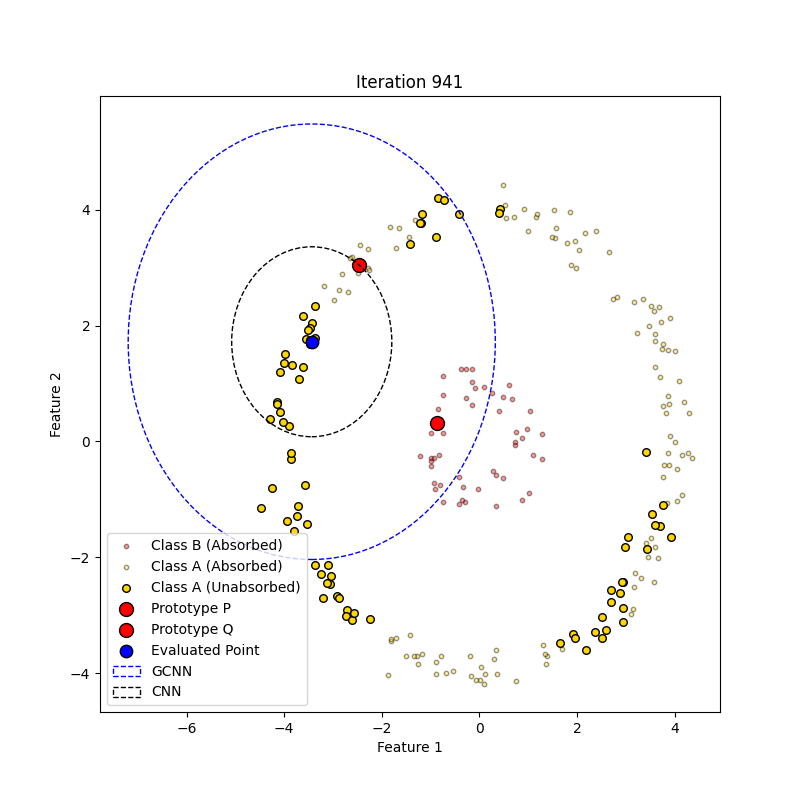 Iteration 941
Feature 2
4
2
0
−2
−4
Class B (Absorbed)
Class A (Absorbed)
Class A (Unabsorbed)
Prototype P
Prototype Q
Evaluated Point
GCNN
CNN
−6 −4 −2 0 2 4
Feature 1